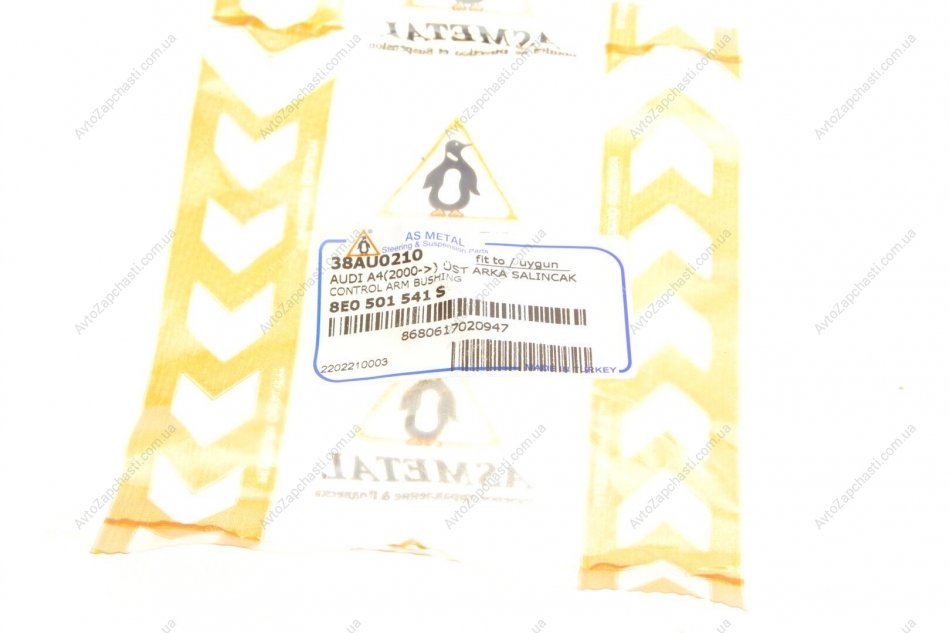 ASMETAL
AS METAL
Steering & Suspension Parts
38AU0210
fit to / uygun
AUDI A4(2000->) ÜST ARKA SALINCAK
CONTROL ARM BUSHING
8E0 501 541 S
8680617020947
2202210003
MADE IN TURKEY
ASMETAL
AvtoZapchasti.com.ua